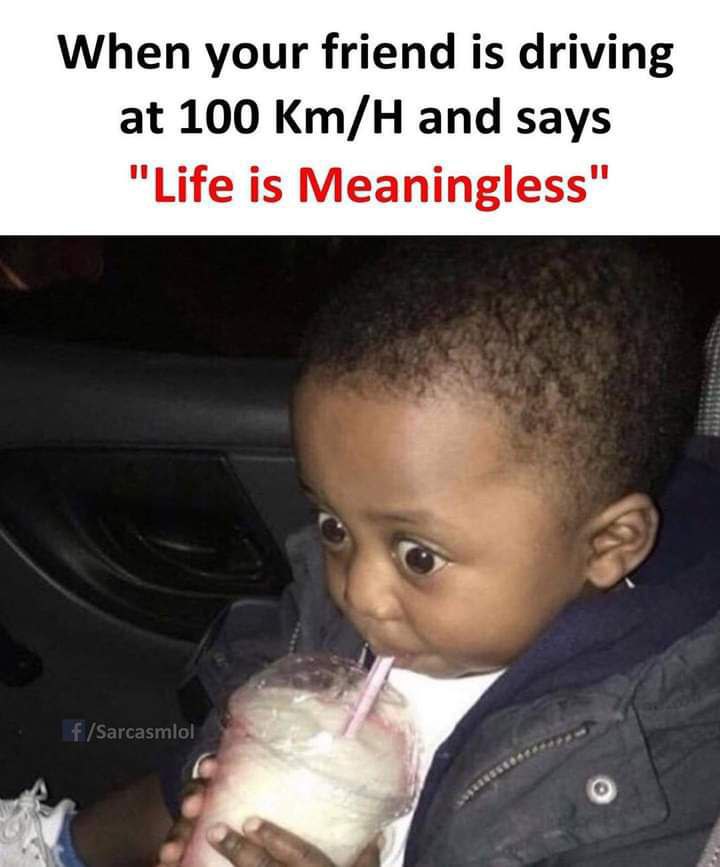 When your friend is driving
at 100 Km/H and says
"Life is Meaningless"
f/Sarcasmlol